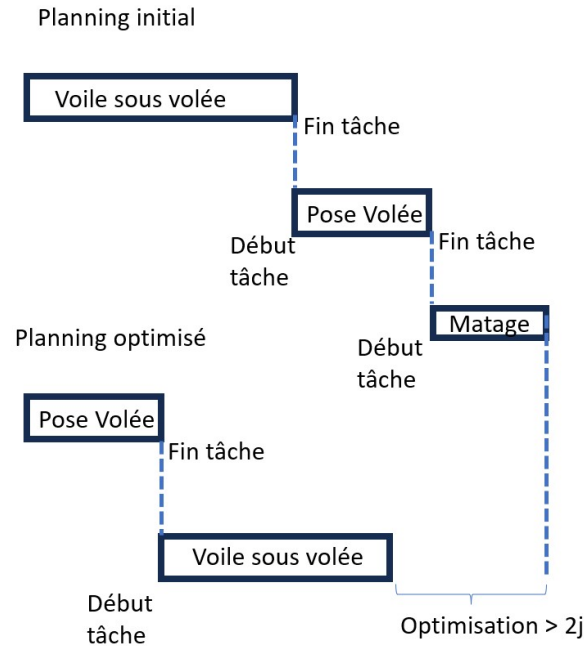 Planning initial
Voile sous volée
Fin tâche
Pose Volée
Début
tâche
Fin tâche
Matage
Début
tâche
Planning optimisé
Pose Volée
Fin tâche
Voile sous volée
Début
tâche
Optimisation > 2j